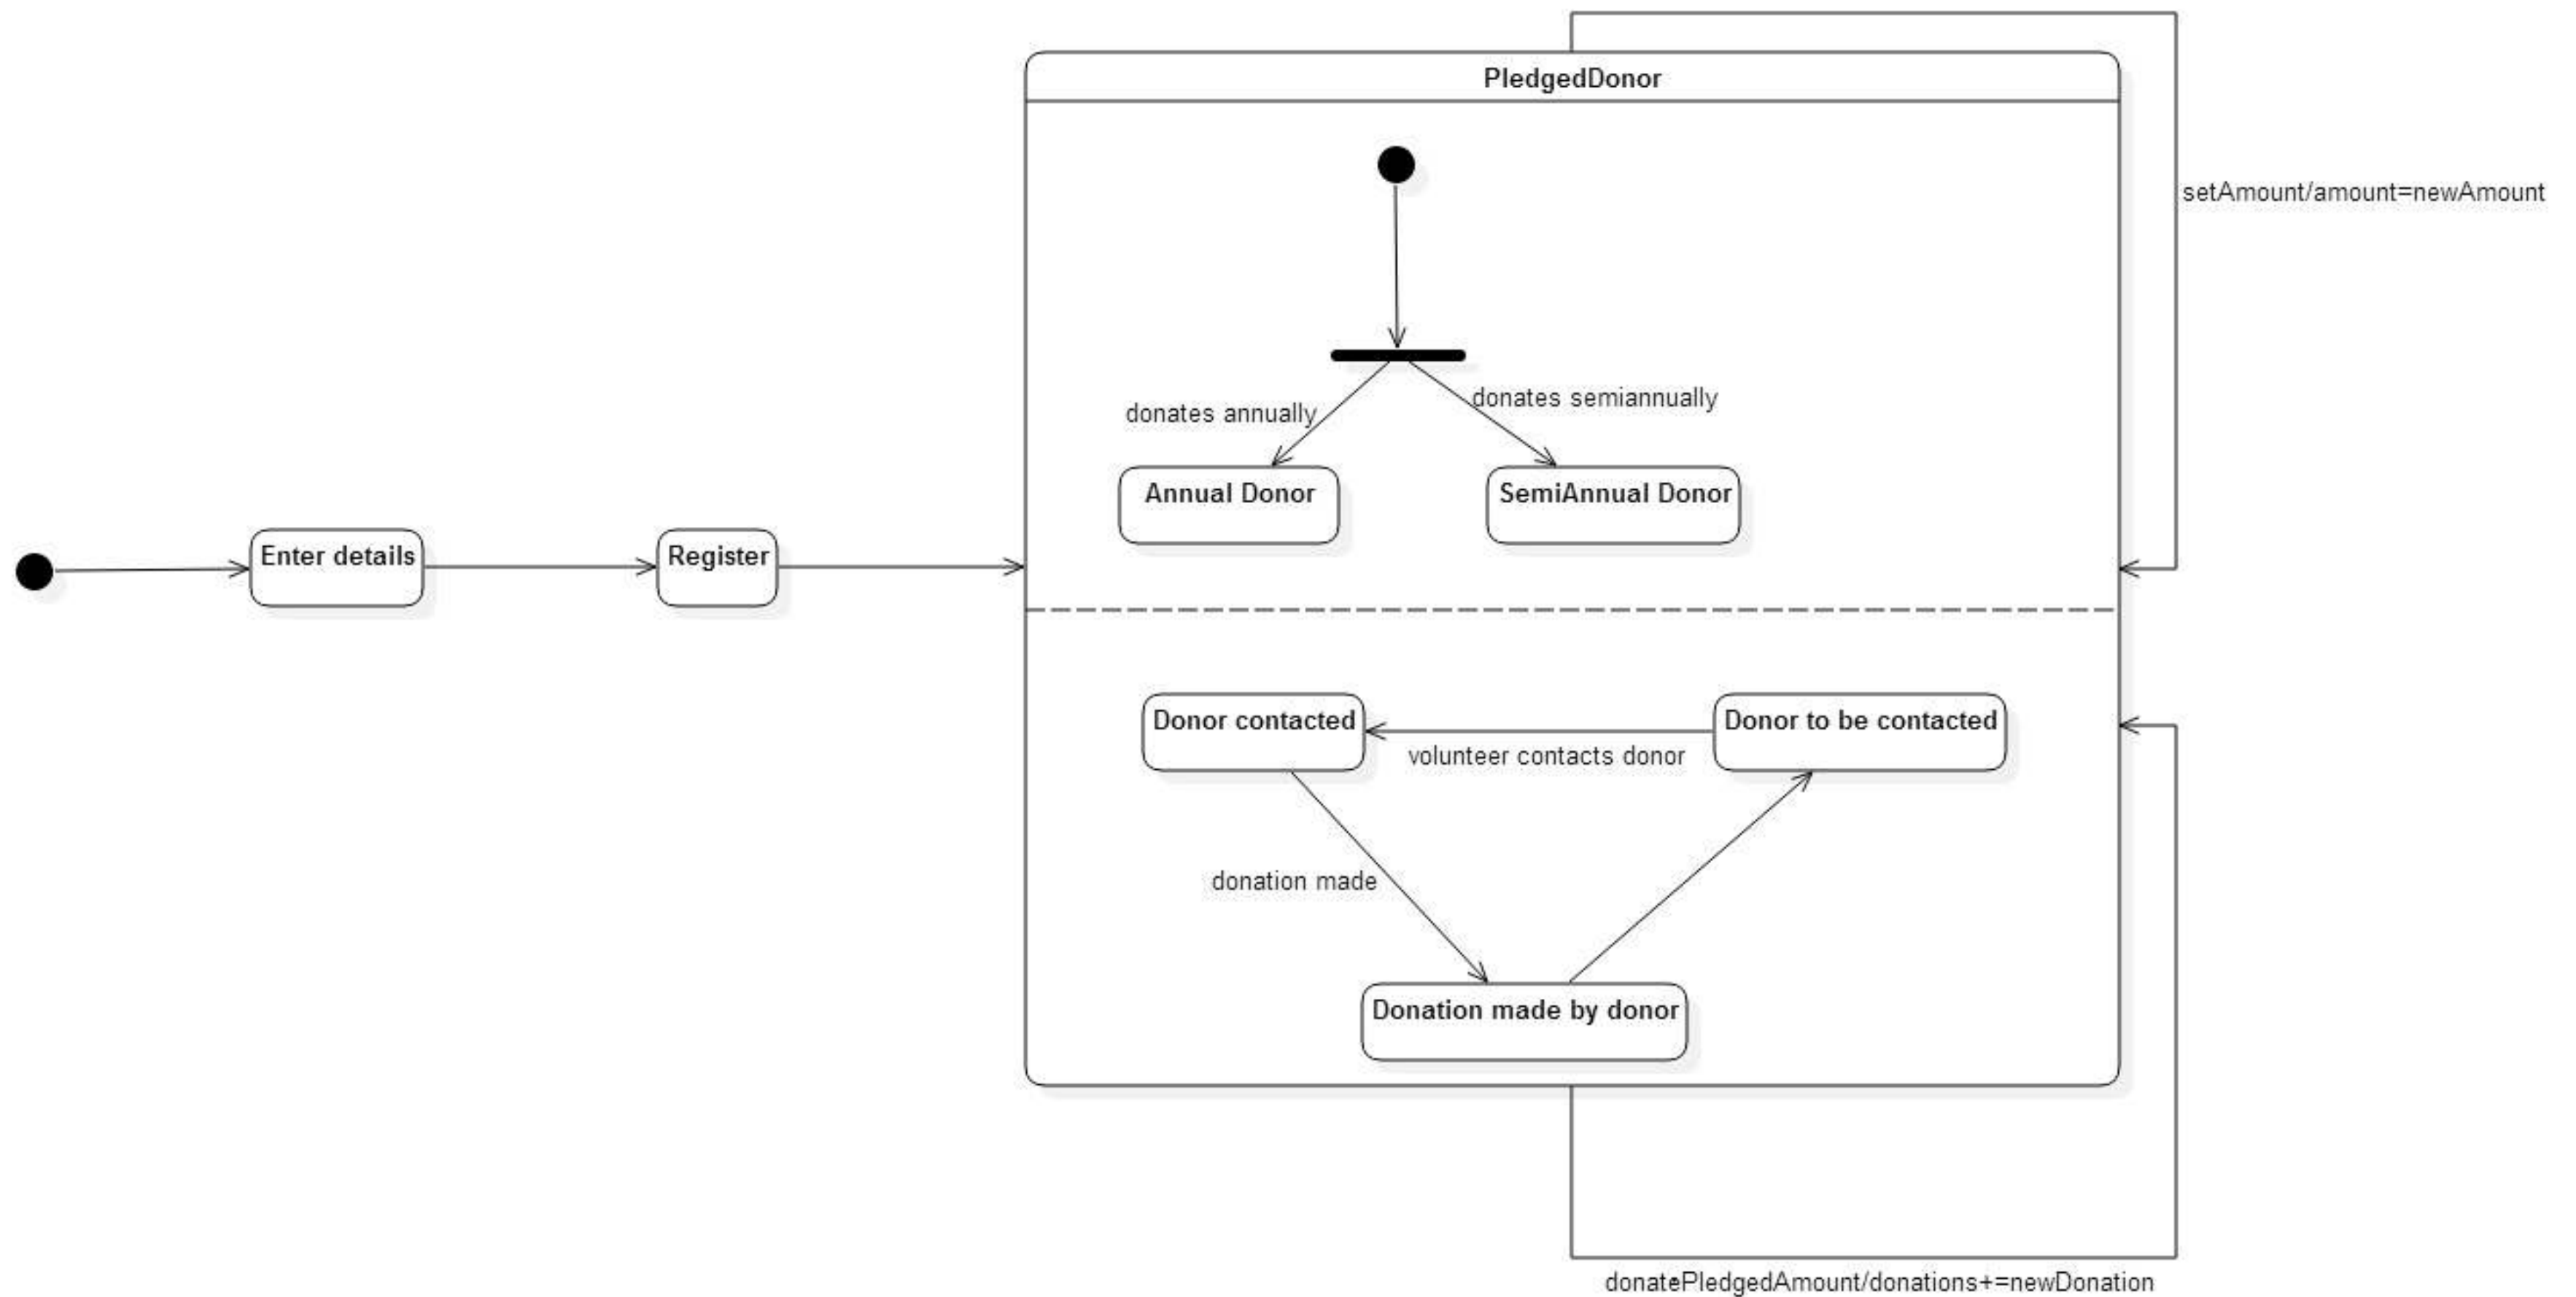 PledgedDonor
setAmount/amount=newAmount
donates annually
donates semiannually
Annual Donor
SemiAnnual Donor
Enter details
Register
Donor contacted
Donor to be contacted
volunteer contacts donor
donation made
Donation made by donor
donatePledgedAmount/donations+=newDonation